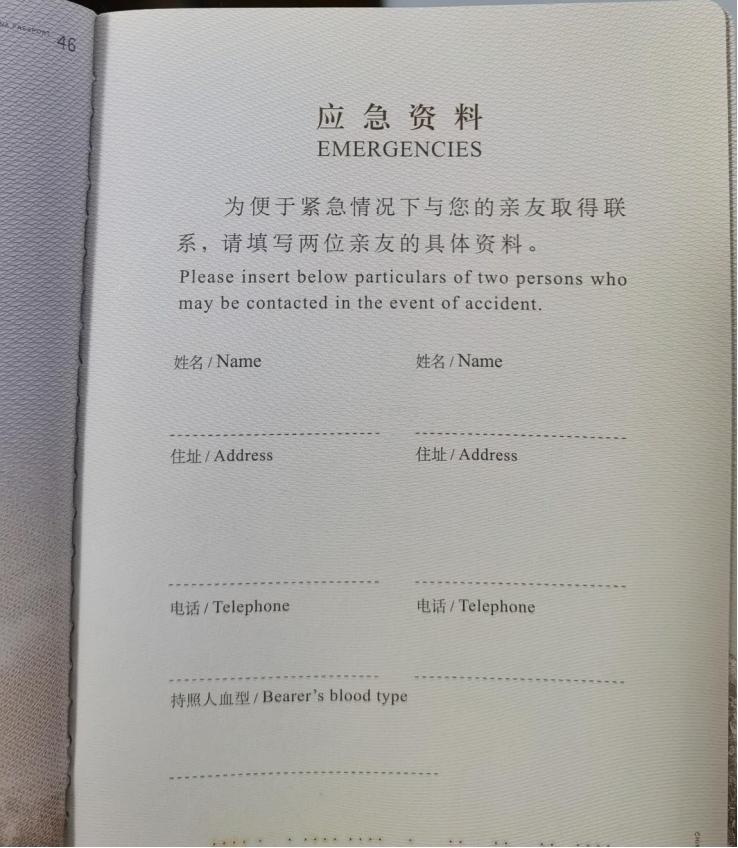 46
应急资料
EMERGENCIES
为便于紧急情况下与您的亲友取得联
系，请填写两位亲友的具体资料。
Please insert below particulars of two persons who
may be contacted in the event of accident.
姓名 / Name 姓名 / Name
住址 / Address 住址 / Address
电话 / Telephone 电话 / Telephone
持照人血型 / Bearer's blood type